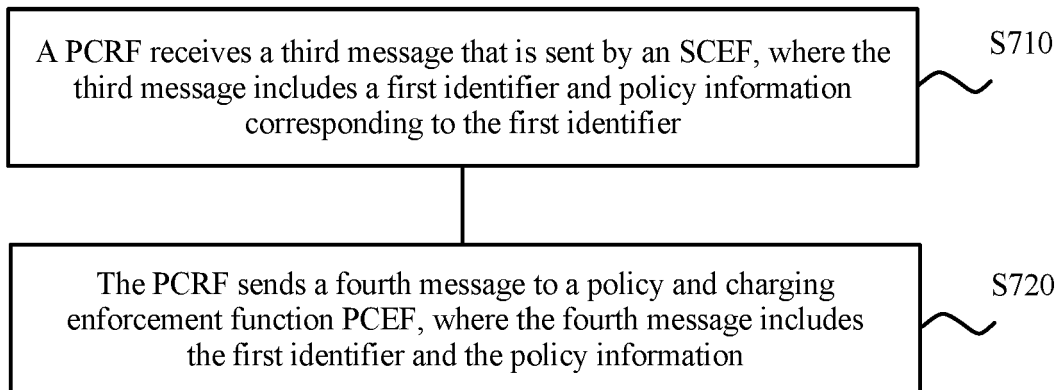 A PCRF receives a third message that is sent by an SCEF, where the
third message includes a first identifier and policy information
corresponding to the first identifier
S710
The PCRF sends a fourth message to a policy and charging
enforcement function PCEF, where the fourth message includes
the first identifier and the policy information
S720